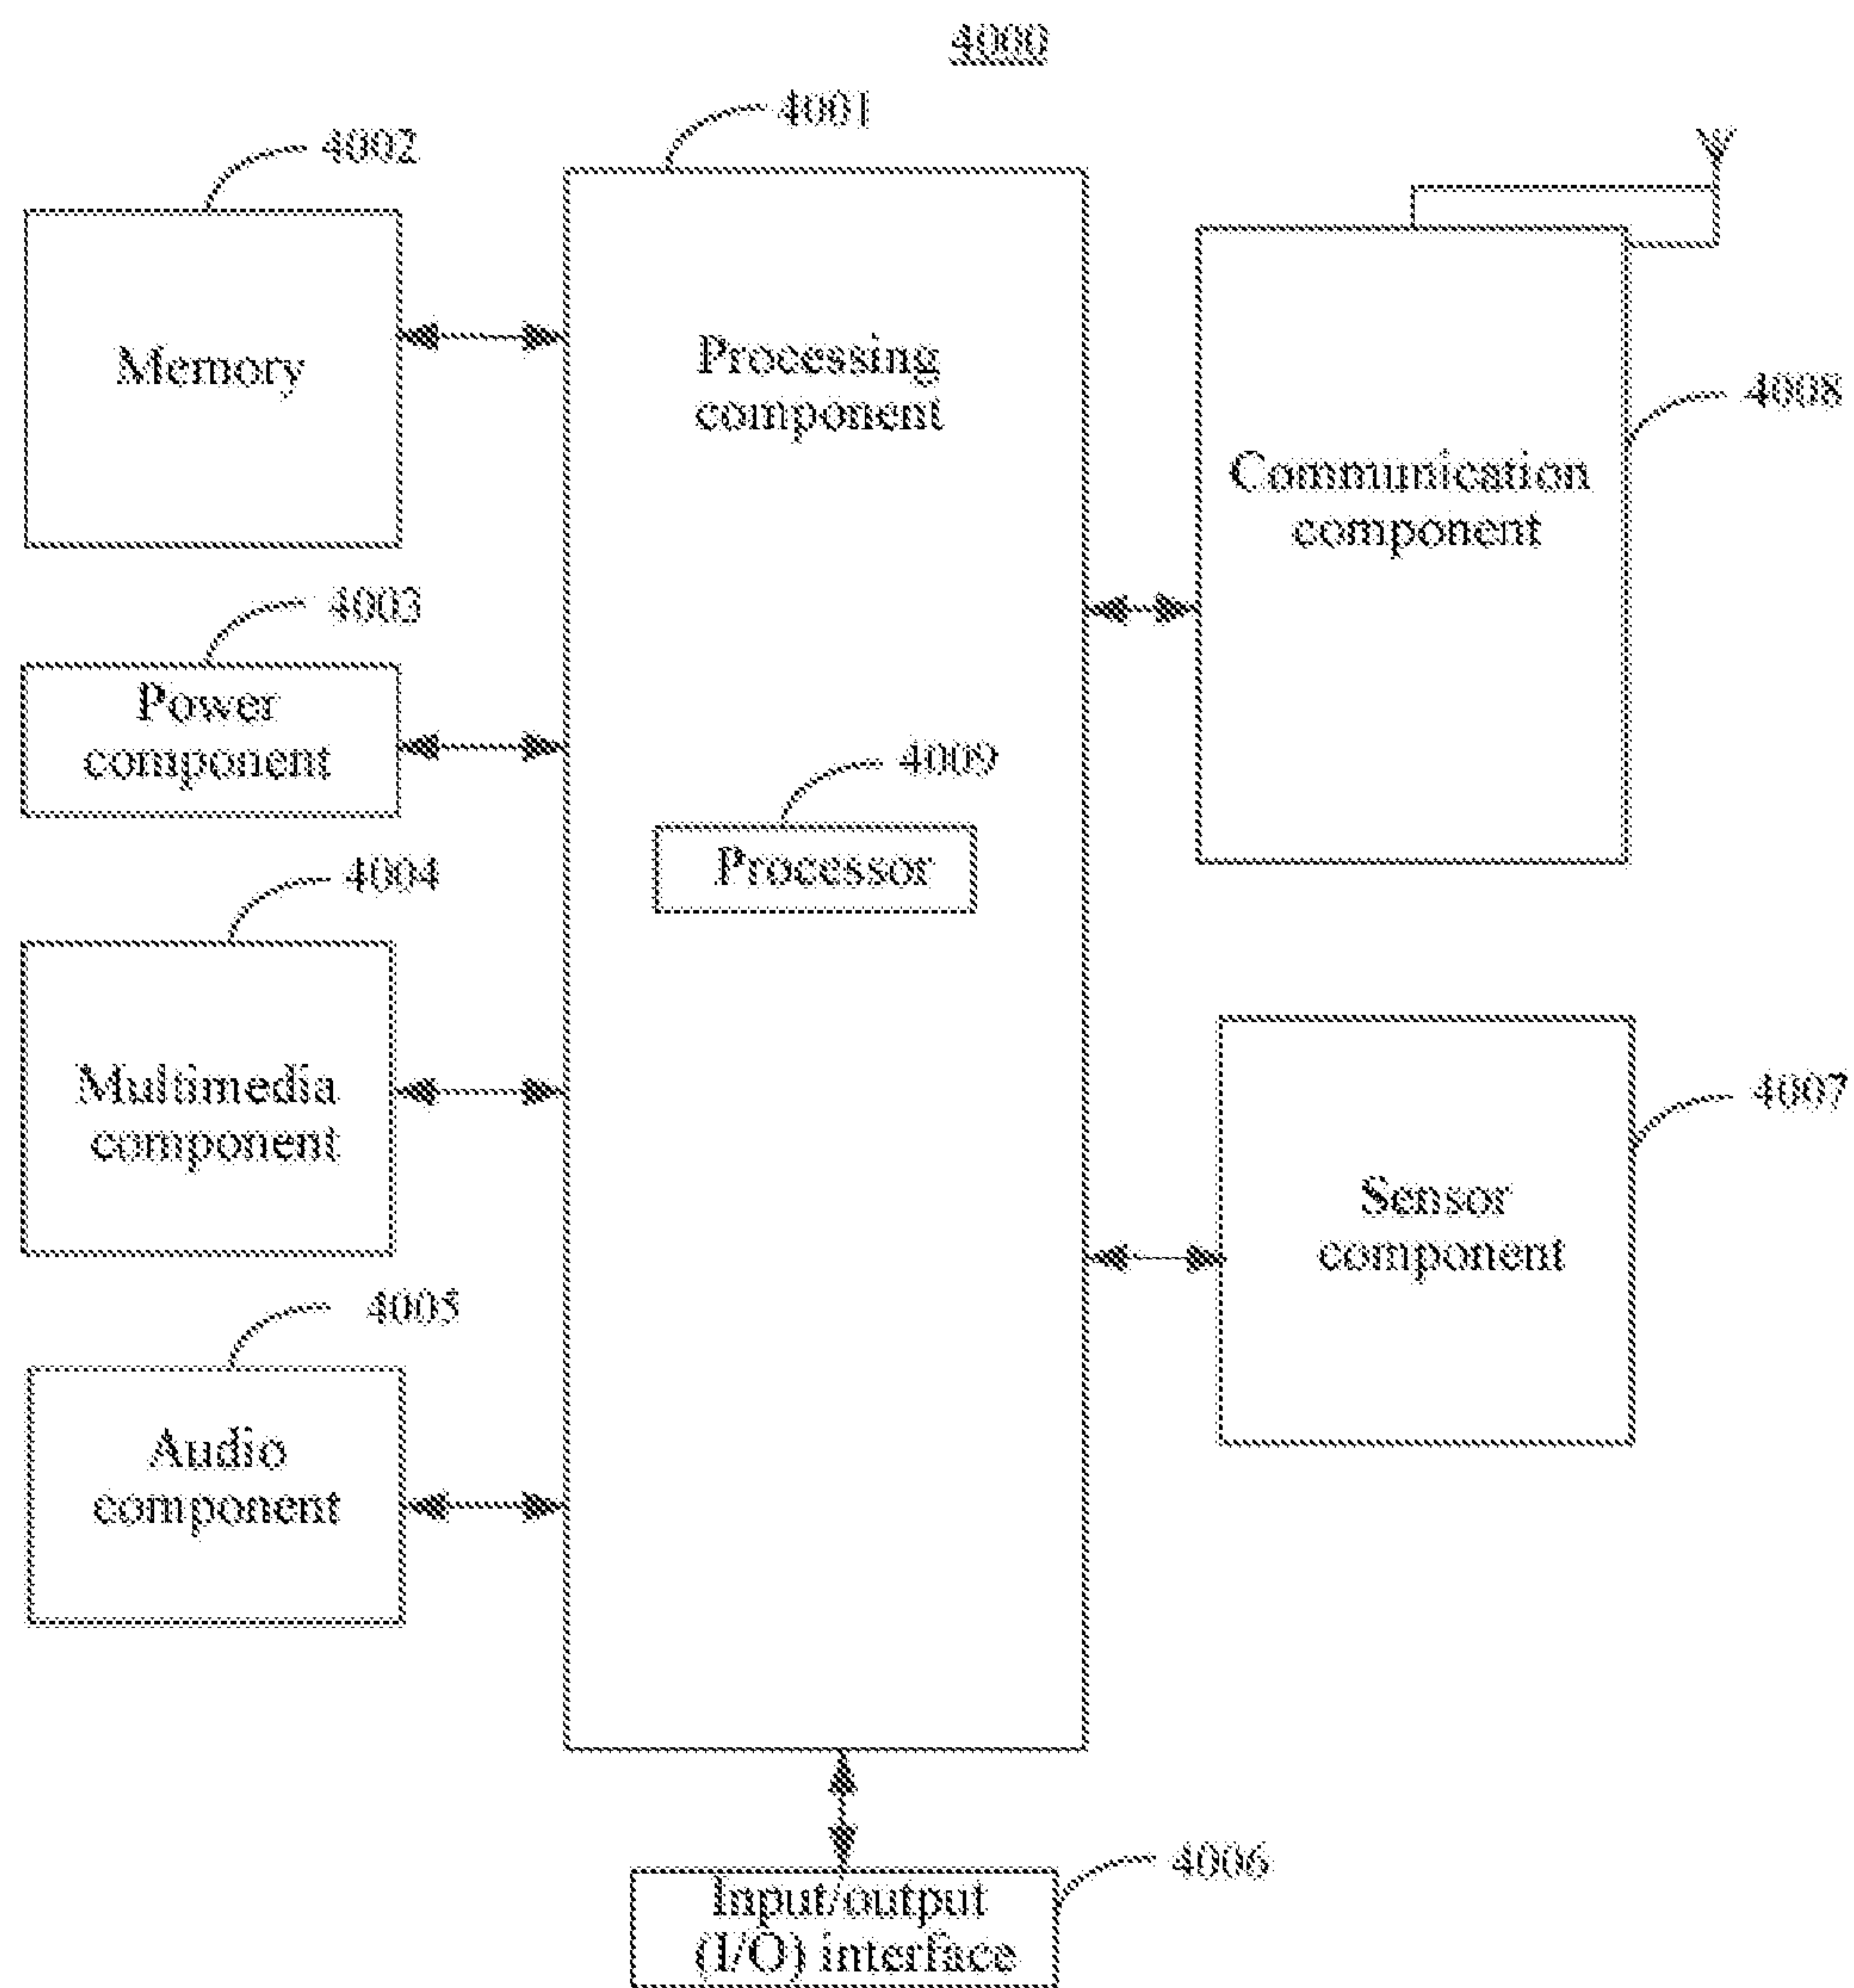 4000
4001
4002
Memory
Processing
component
4008
Communication
component
4003
Power
component
4009
Processor
4004
Multimedia
component
4007
Sensor
component
4005
Audio
component
4006
Input/output
(I/O) interface